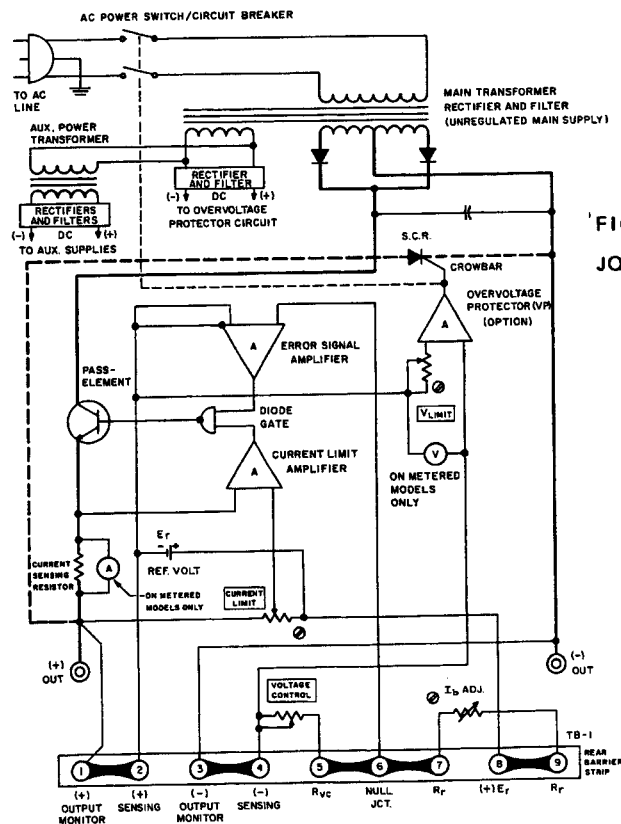 AC POWER SWITCH/CIRCUIT BREAKER
TO AC
LINE
MAIN TRANSFORMER
RECTIFIER AND FILTER
(UNREGULATED MAIN SUPPLY)
AUX. POWER
TRANSFORMER
RECTIFIER
AND FILTER
(-) DC (+)
TO OVERVOLTAGE
PROTECTOR CIRCUIT
RECTIFIERS
AND FILTERS
(-) DC (+)
TO AUX. SUPPLIES
S.C.R.
CROWBAR
FIG
JO
OVERVOLTAGE
PROTECTOR (VP)
(OPTION)
A
A
ERROR SIGNAL
AMPLIFIER
PASS-
ELEMENT
DIODE
GATE
VLIMIT
CURRENT LIMIT
AMPLIFIER
A
V
ON METERED
MODELS
ONLY
Er
- +
REF. VOLT
CURRENT
SENSING
RESISTOR
A
ON METERED
MODELS ONLY
CURRENT
LIMIT
(+)
OUT
(-)
OUT
VOLTAGE
CONTROL
Ib ADJ.
TB-1
REAR
BARRIER
STRIP
1 2 3 4 5 6 7 8 9
(+)
OUTPUT
MONITOR
(+)
SENSING
(-)
OUTPUT
MONITOR
(-)
SENSING
RVC
NULL
JCT.
Rr
(+)Er
Rr